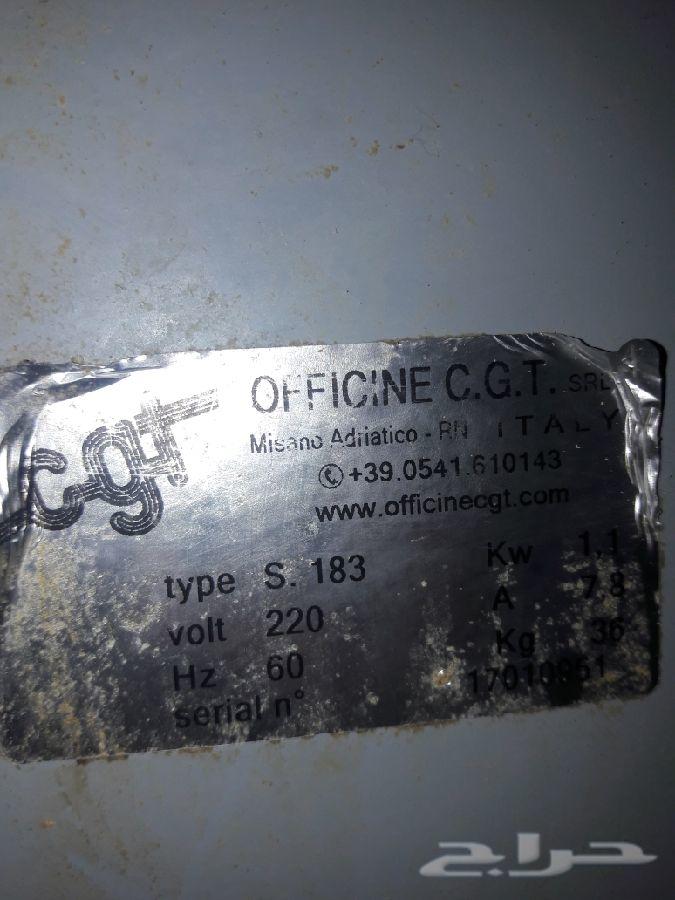 cgt
OFFICINE C.G.T. SRL
Misano Adriatico - RN ITALY
+39.0541.610143
www.officinecgt.com
type S. 183 Kw 1,1
volt 220 A 7,8
Hz 60 Kg 36
serial n° 17010951
حراج